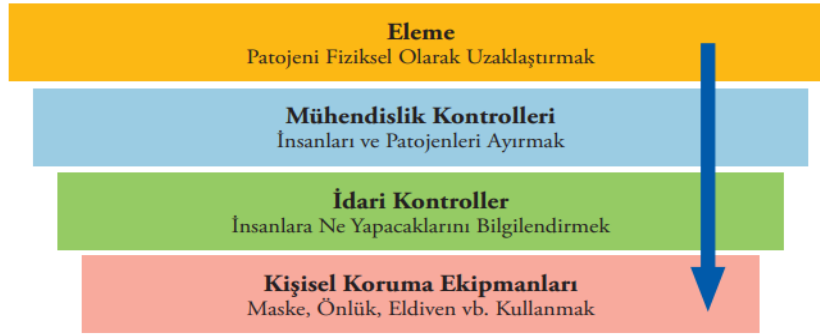 Eleme
Patojeni Fiziksel Olarak Uzaklaştırmak
Mühendislik Kontrolleri
İnsanları ve Patojenleri Ayırmak
İdari Kontroller
İnsanlara Ne Yapacaklarını Bilgilendirmek
Kişisel Koruma Ekipmanları
Maske, Önlük, Eldiven vb. Kullanmak